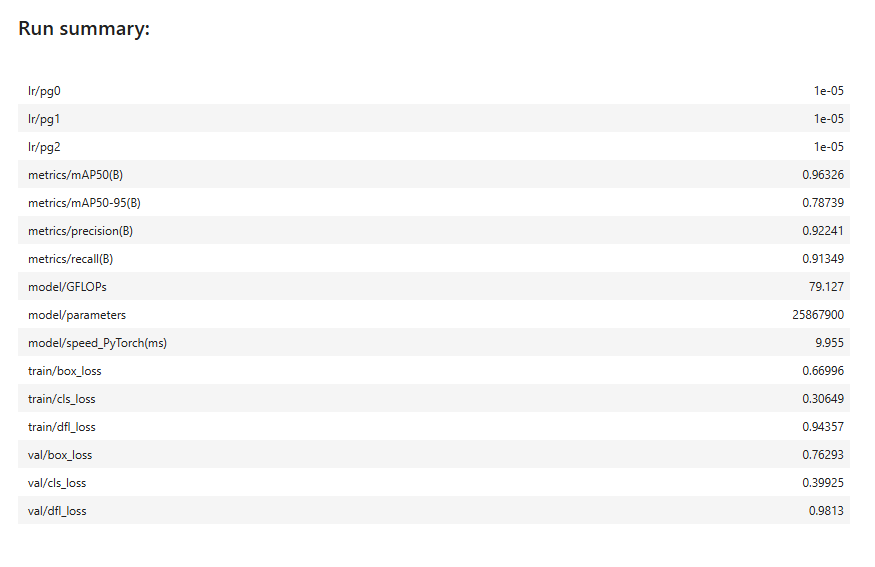 Run summary:
lr/pg0 1e-05
lr/pg1 1e-05
lr/pg2 1e-05
metrics/mAP50(B) 0.96326
metrics/mAP50-95(B) 0.78739
metrics/precision(B) 0.92241
metrics/recall(B) 0.91349
model/GFLOPs 79.127
model/parameters 25867900
model/speed_PyTorch(ms) 9.955
train/box_loss 0.66996
train/cls_loss 0.30649
train/dfl_loss 0.94357
val/box_loss 0.76293
val/cls_loss 0.39925
val/dfl_loss 0.9813